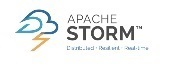 APACHE
STORM™
Distributed • Resilient • Real-time